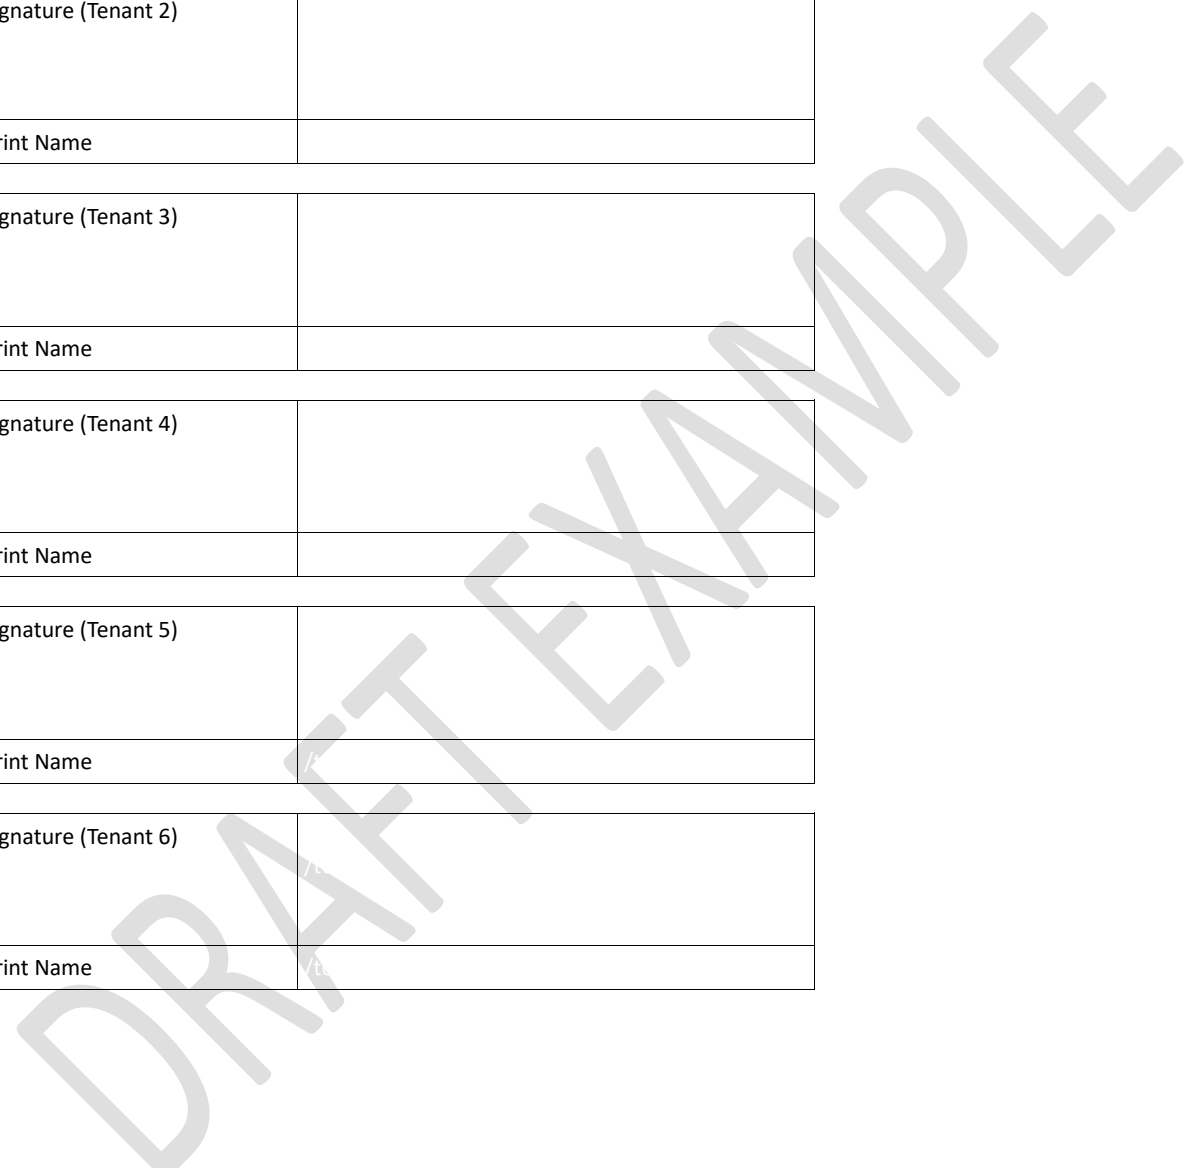 gnature (Tenant 2)
rint Name
gnature (Tenant 3)
rint Name
gnature (Tenant 4)
rint Name
gnature (Tenant 5)
rint Name
gnature (Tenant 6)
rint Name
DRAFT EXAMPLE